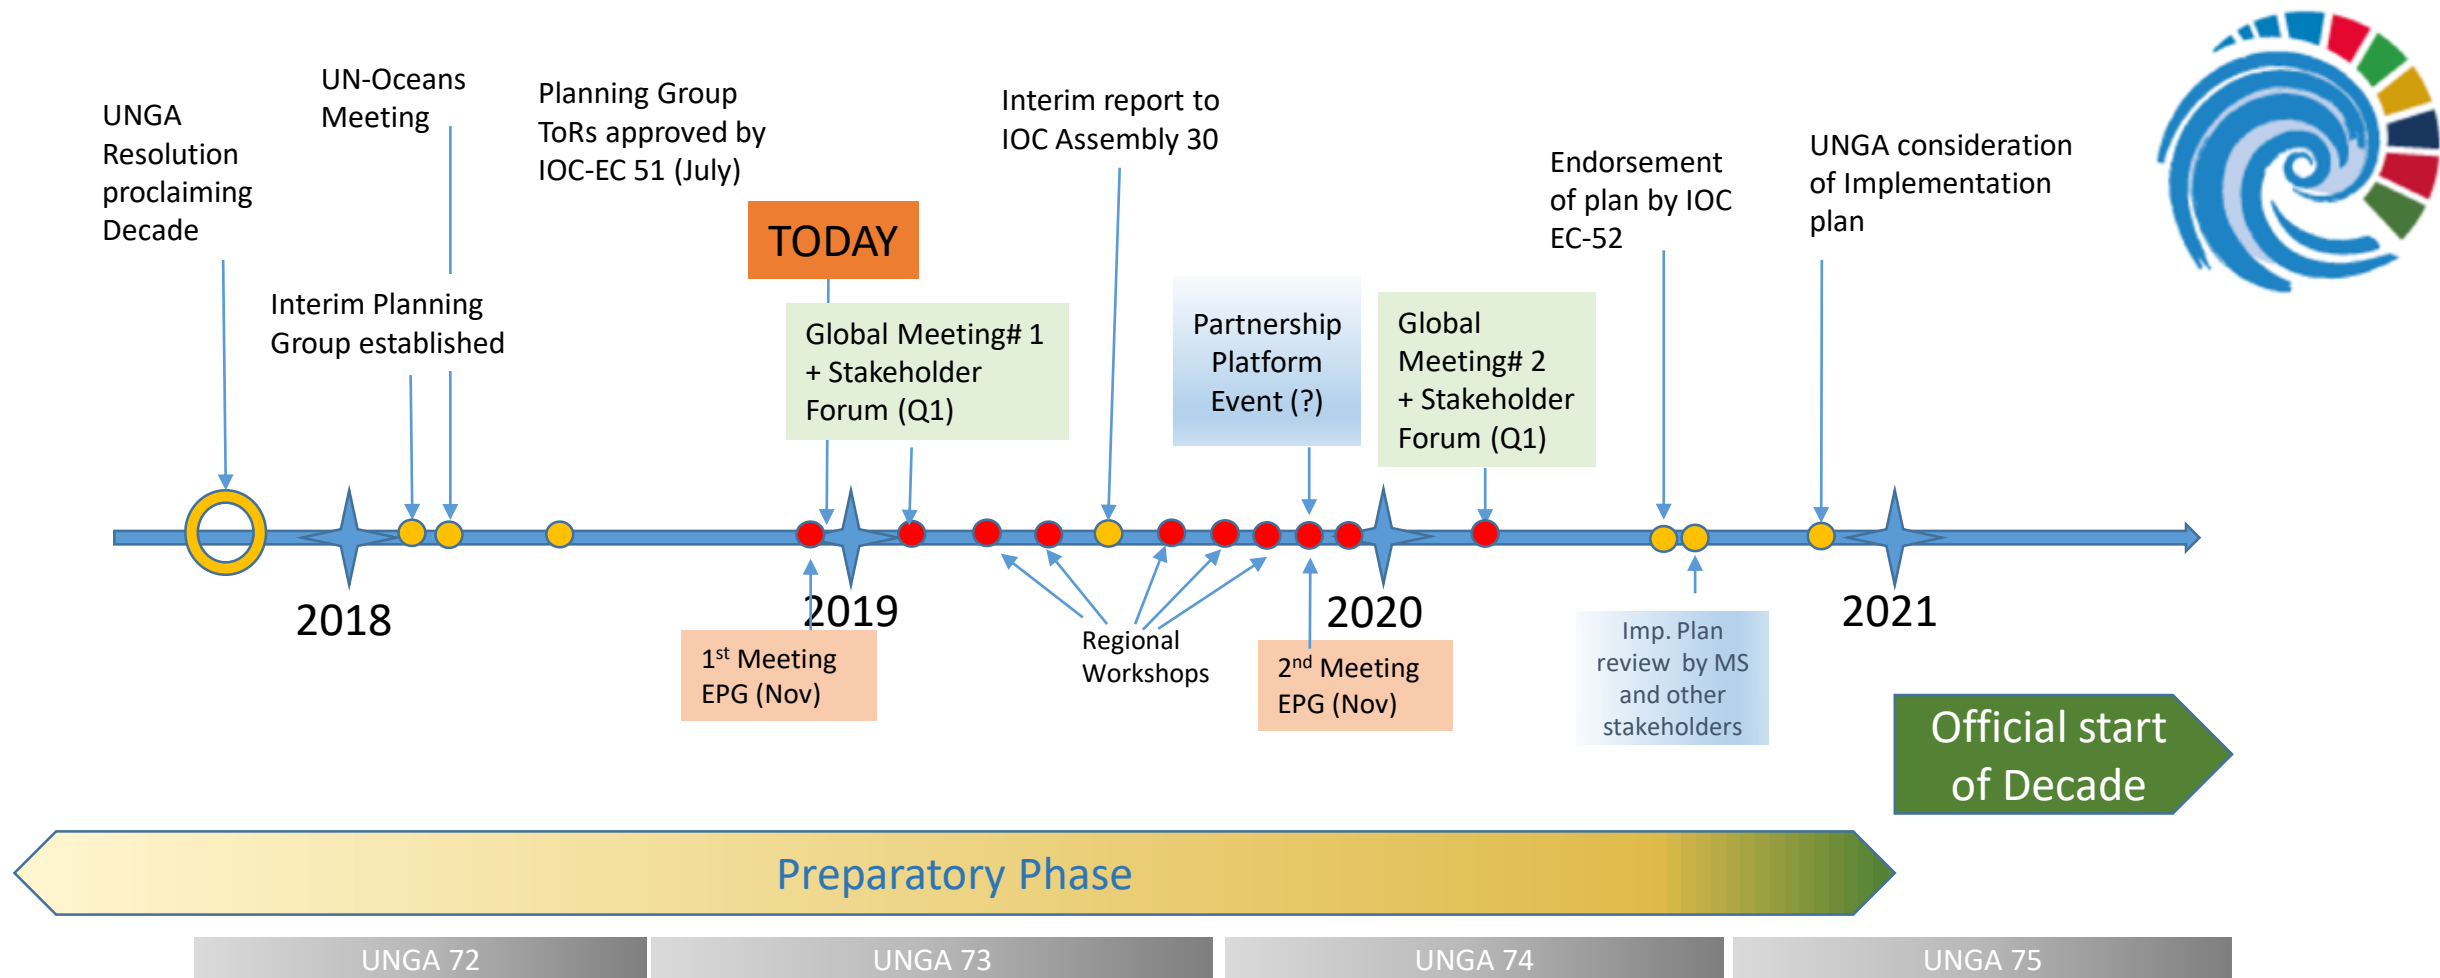 UNGA
Resolution
proclaiming
Decade
UN-Oceans
Meeting
Interim Planning
Group established
Planning Group
ToRs approved by
IOC-EC 51 (July)
TODAY
Global Meeting# 1
+ Stakeholder
Forum (Q1)
Interim report to
IOC Assembly 30
Partnership
Platform
Event (?)
Global
Meeting# 2
+ Stakeholder
Forum (Q1)
Endorsement
of plan by IOC
EC-52
UNGA consideration
of Implementation
plan
2018
2019
2020
2021
1st Meeting
EPG (Nov)
Regional
Workshops
2nd Meeting
EPG (Nov)
Imp. Plan
review by MS
and other
stakeholders
Official start
of Decade
Preparatory Phase
UNGA 72
UNGA 73
UNGA 74
UNGA 75